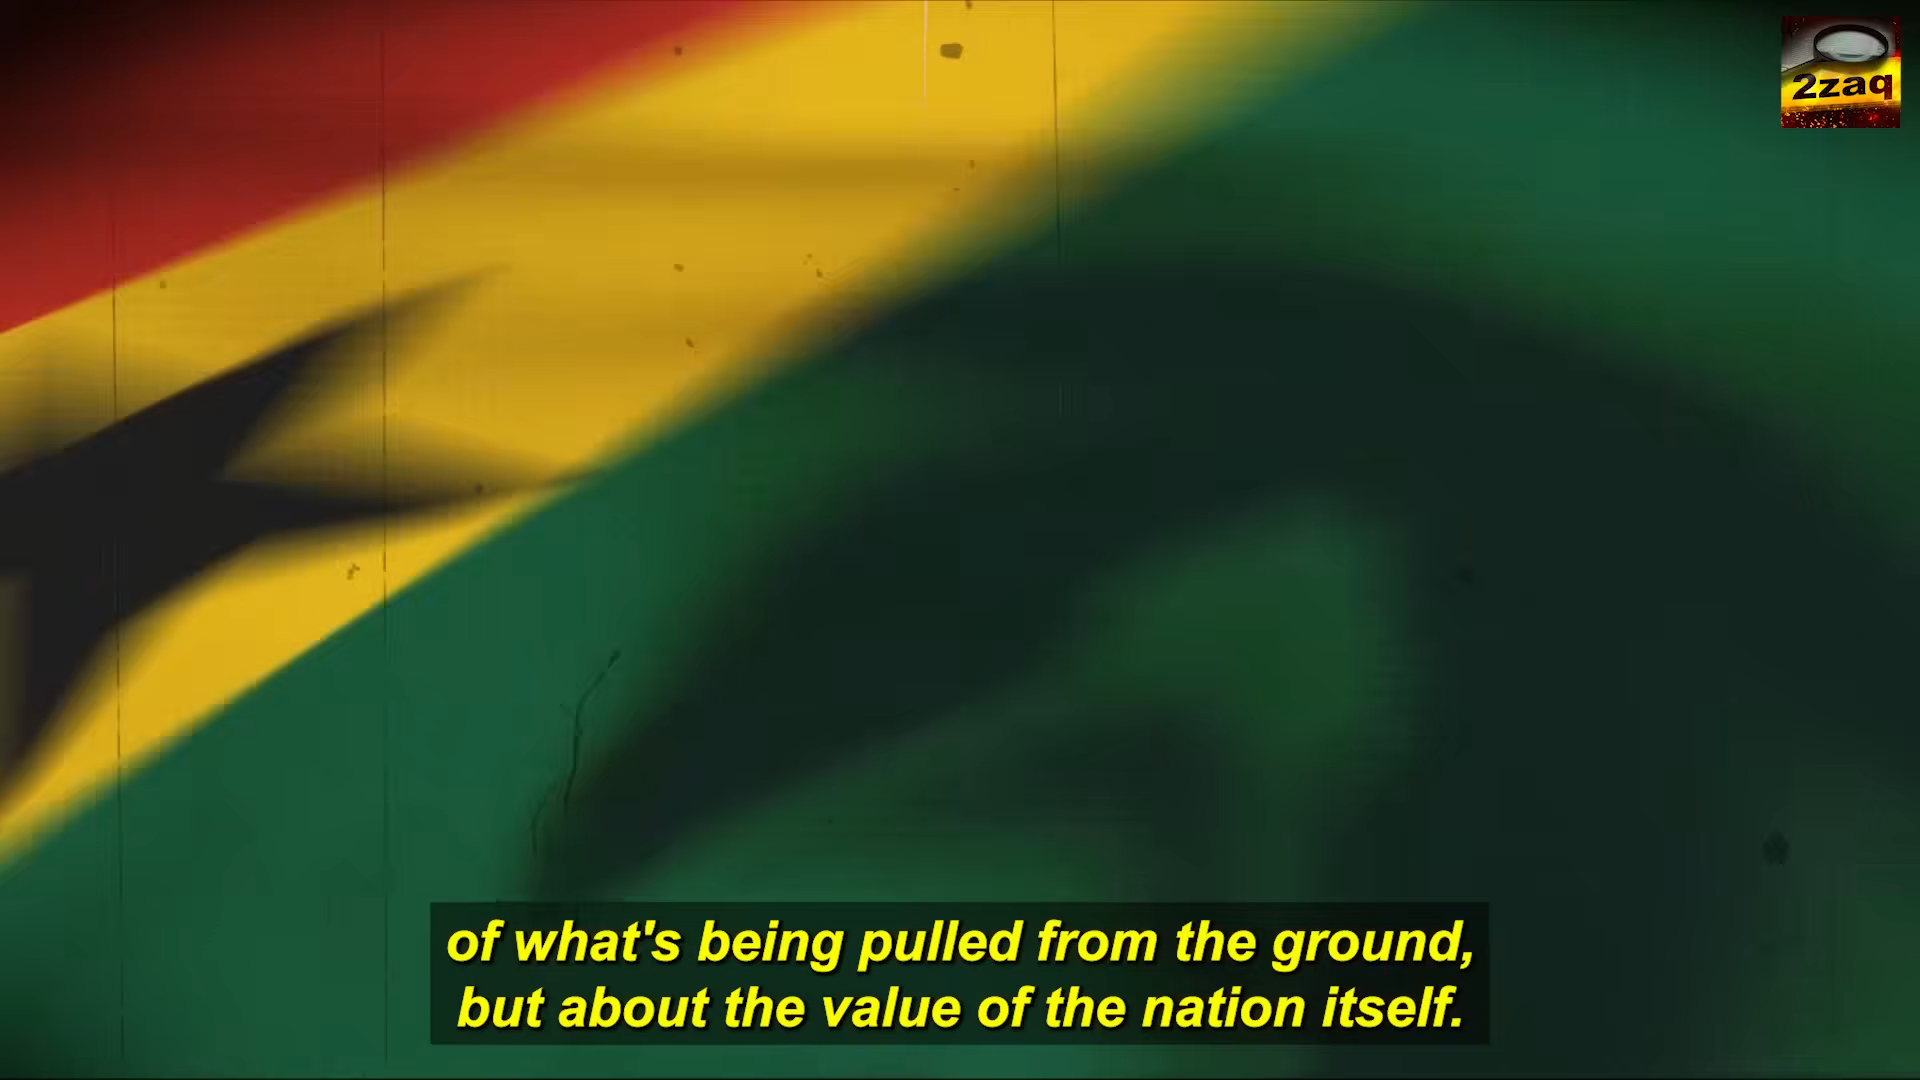 2zaq
of what's being pulled from the ground,
but about the value of the nation itself.